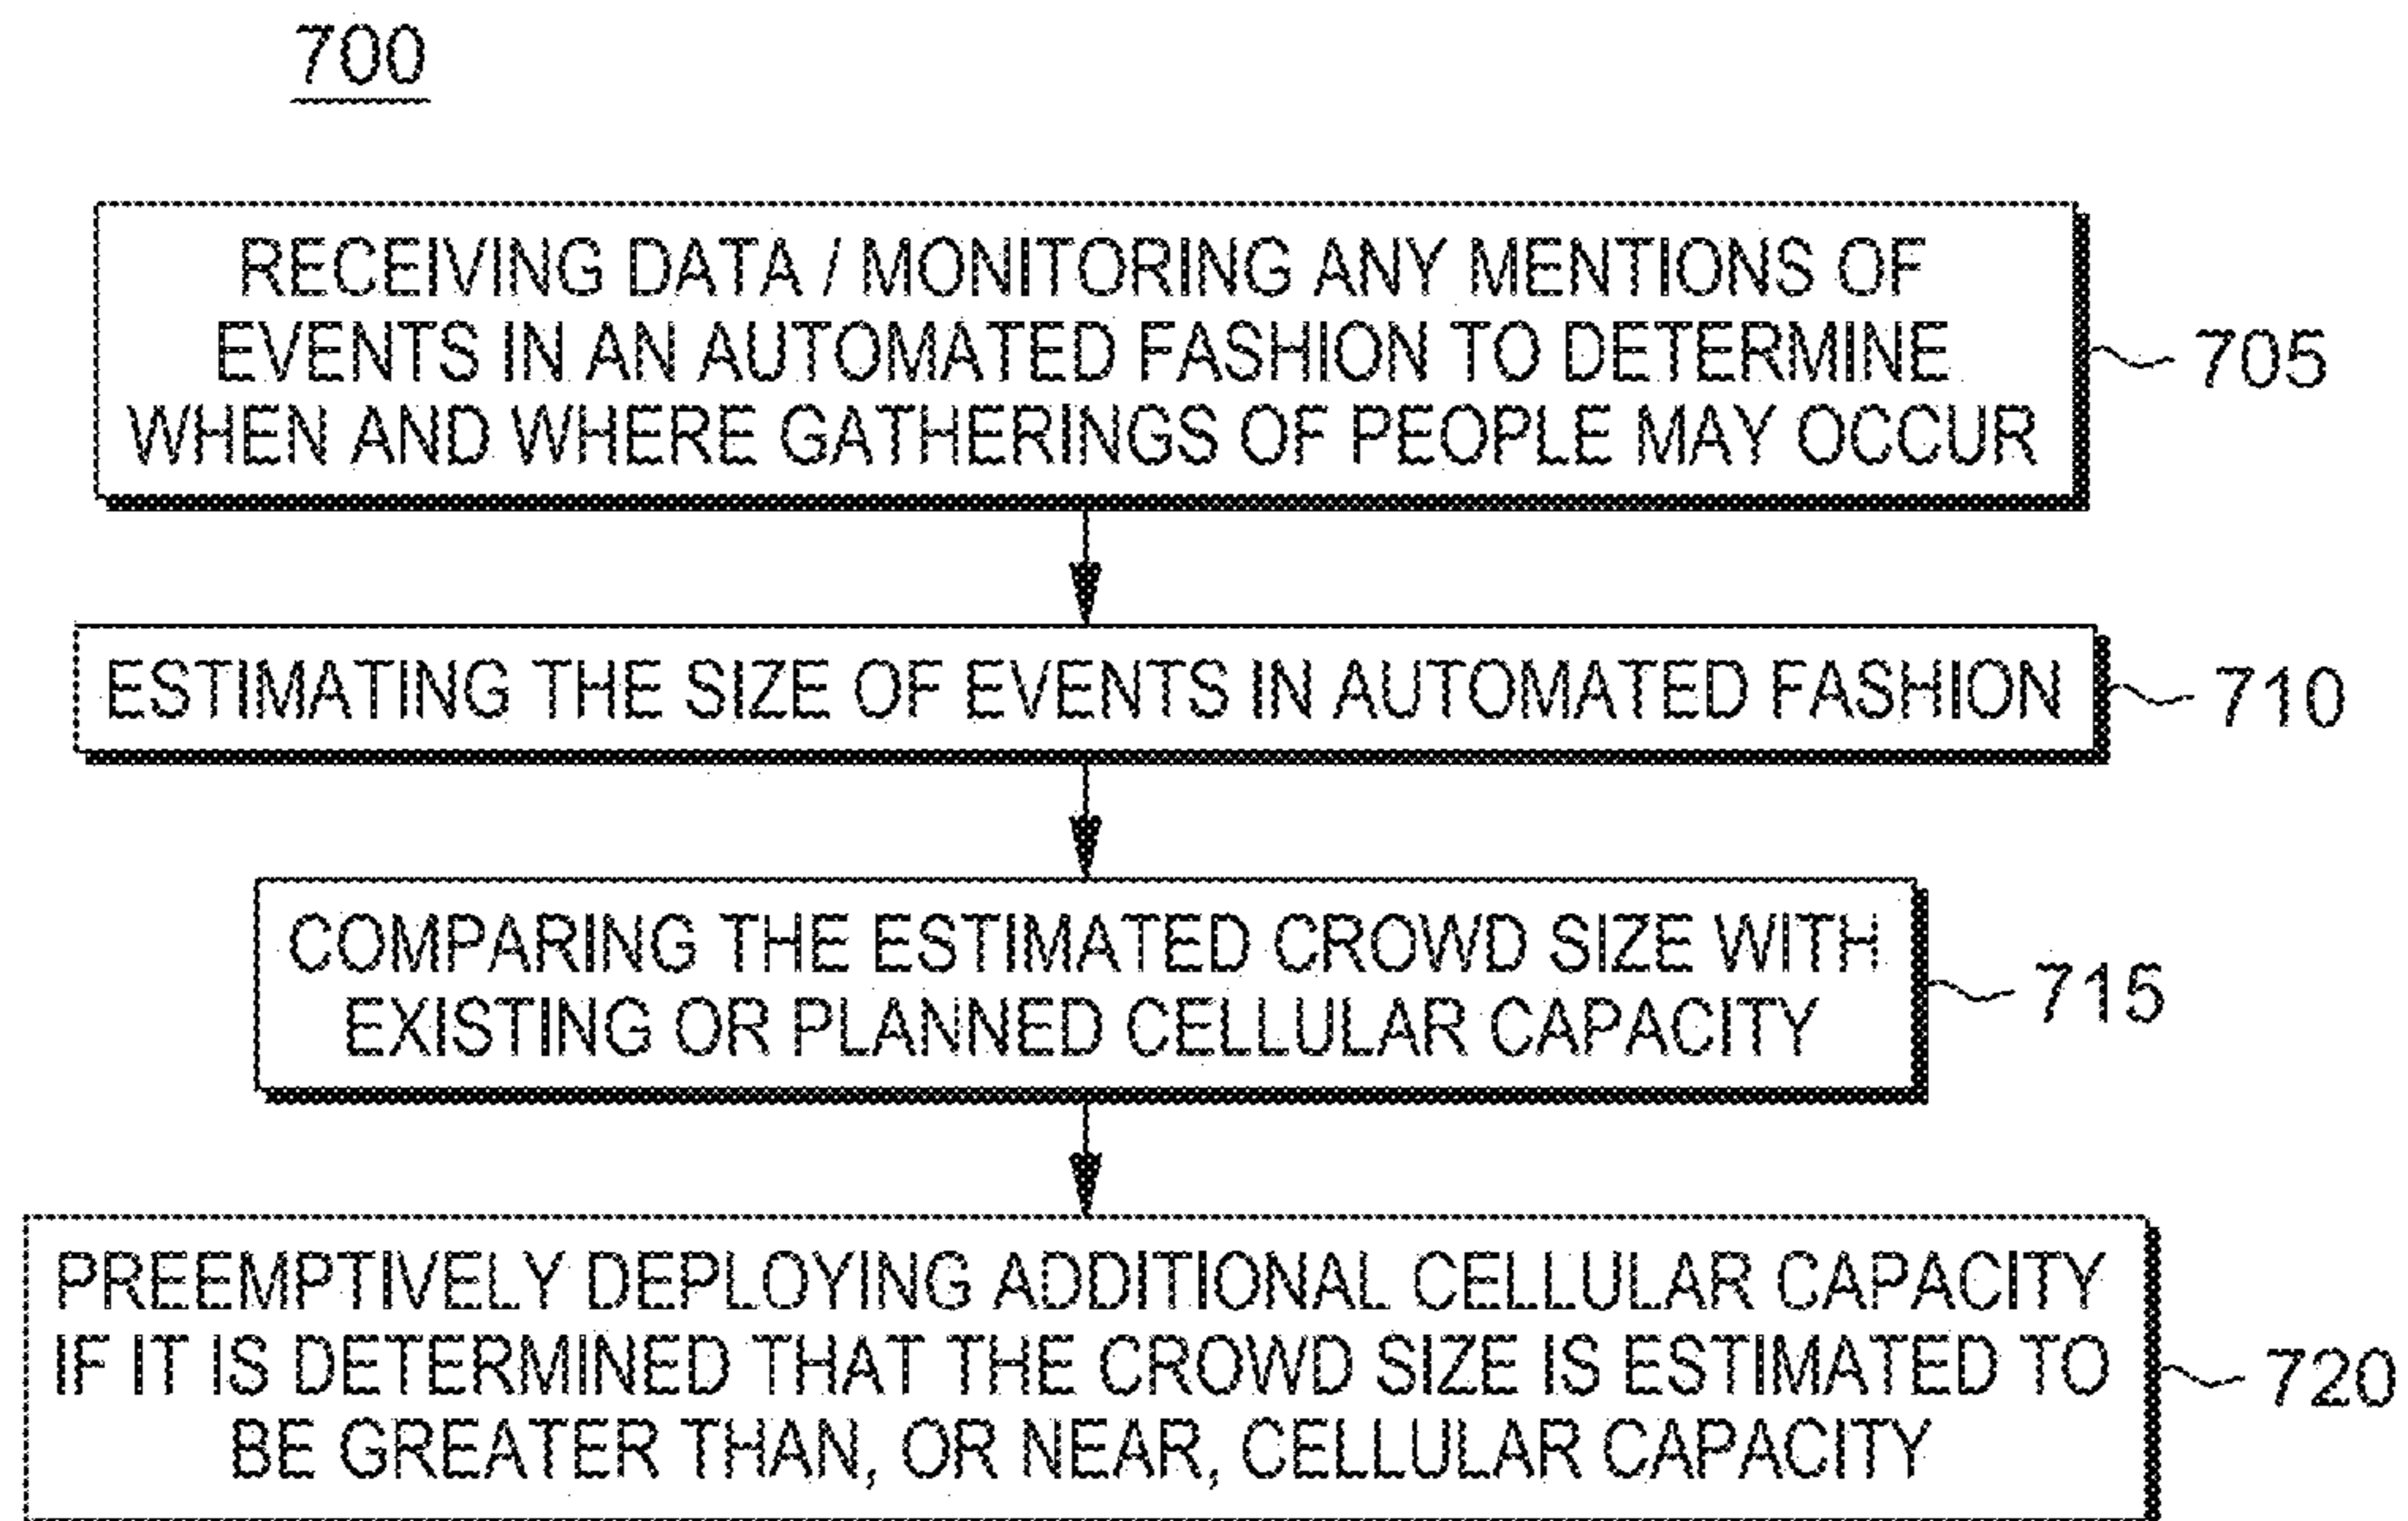 700
RECEIVING DATA / MONITORING ANY MENTIONS OF
EVENTS IN AN AUTOMATED FASHION TO DETERMINE
WHEN AND WHERE GATHERINGS OF PEOPLE MAY OCCUR
705
ESTIMATING THE SIZE OF EVENTS IN AUTOMATED FASHION
710
COMPARING THE ESTIMATED CROWD SIZE WITH
EXISTING OR PLANNED CELLULAR CAPACITY
715
PREEMPTIVELY DEPLOYING ADDITIONAL CELLULAR CAPACITY
IF IT IS DETERMINED THAT THE CROWD SIZE IS ESTIMATED TO
BE GREATER THAN, OR NEAR, CELLULAR CAPACITY
720